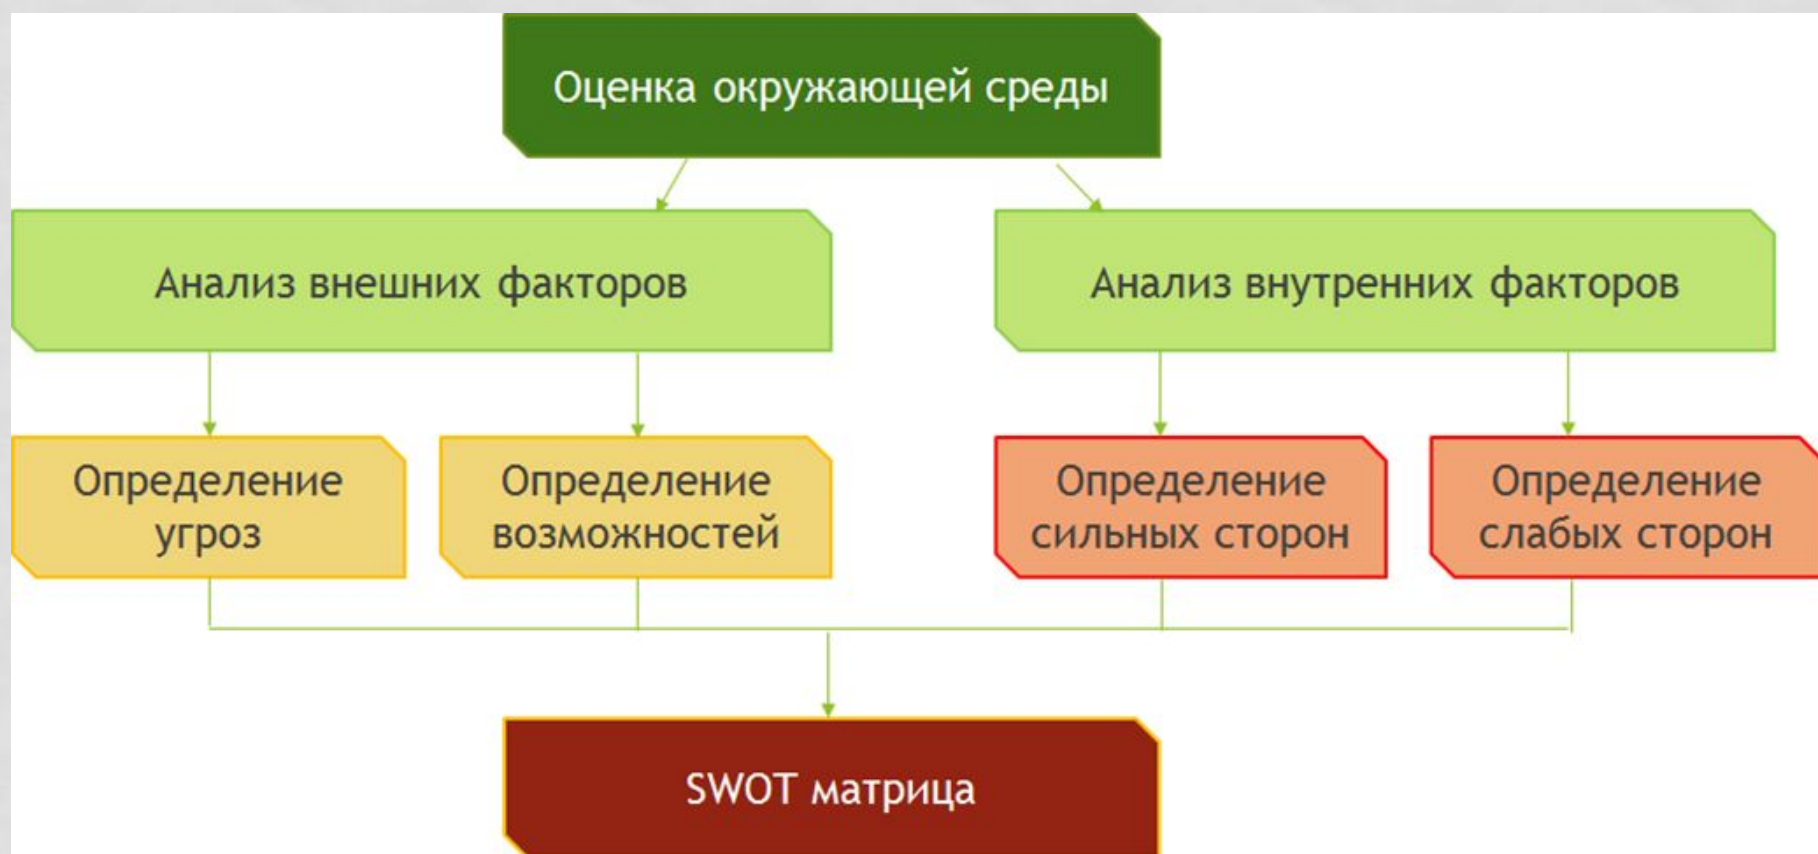 Оценка окружающей среды
Анализ внешних факторов
Анализ внутренних факторов
Определение
угроз
Определение
возможностей
Определение
сильных сторон
Определение
слабых сторон
SWOT матрица